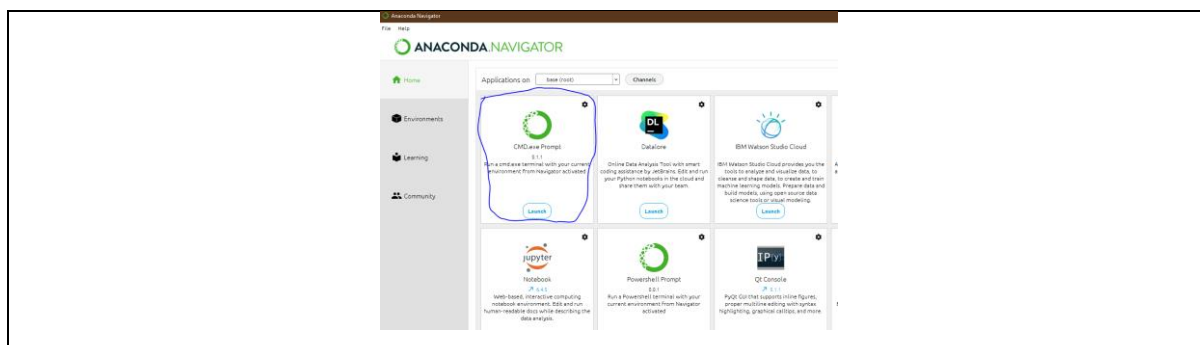 Anaconda Navigator
File Help
ANACONDA.NAVIGATOR
Home
Environments
Learning
Community
Applications on base (root) Channels
CMD.exe Prompt
0.1.1
Run a cmd.exe terminal with your current
environment from Navigator activated
Launch
Datalore
Online Data Analysis Tool with smart
coding assistance by JetBrains. Edit and run
your Python notebooks in the cloud and
share them with your team.
Launch
IBM Watson Studio Cloud
IBM Watson Studio Cloud provides you the
tools to analyze and visualize data, to
cleanse and shape data, to create and train
machine learning models. Prepare data and
build models, using open source data
science tools or visual modeling.
Launch
jupyter
Notebook
Web-based, interactive computing
notebook environment. Edit and run
human-readable docs while describing the
data analysis.
Powershell Prompt
0.0.1
Run a Powershell terminal with your
current environment from Navigator
activated
IP[y]:
Qt Console
PyQt GUI that supports inline figures,
proper multiline editing with syntax
highlighting, graphical calltips, and more.